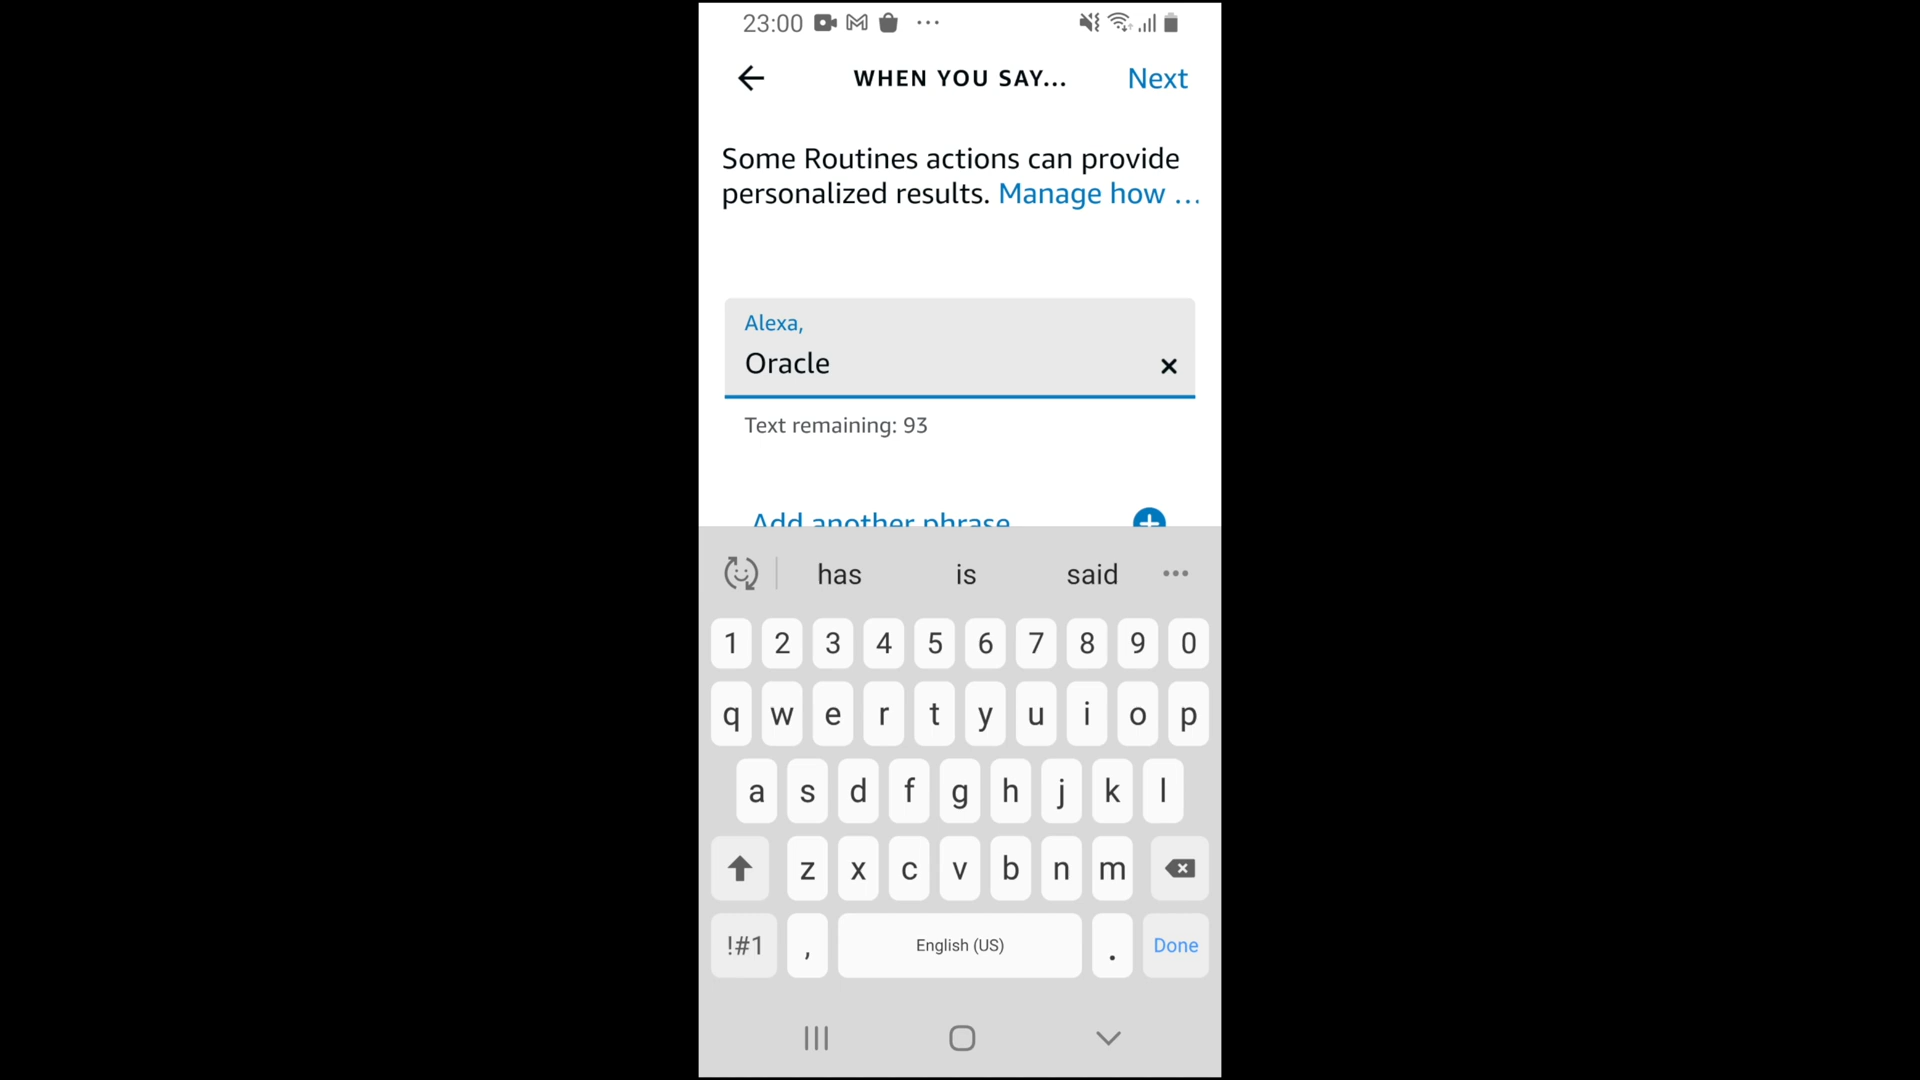 23:00
WHEN YOU SAY...
Next
Some Routines actions can provide
personalized results. Manage how ...
Alexa,
Oracle
Text remaining: 93
Add another phrase
has is said
1 2 3 4 5 6 7 8 9 0
q w e r t y u i o p
a s d f g h j k l
z x c v b n m
!#1 , English (US) . Done